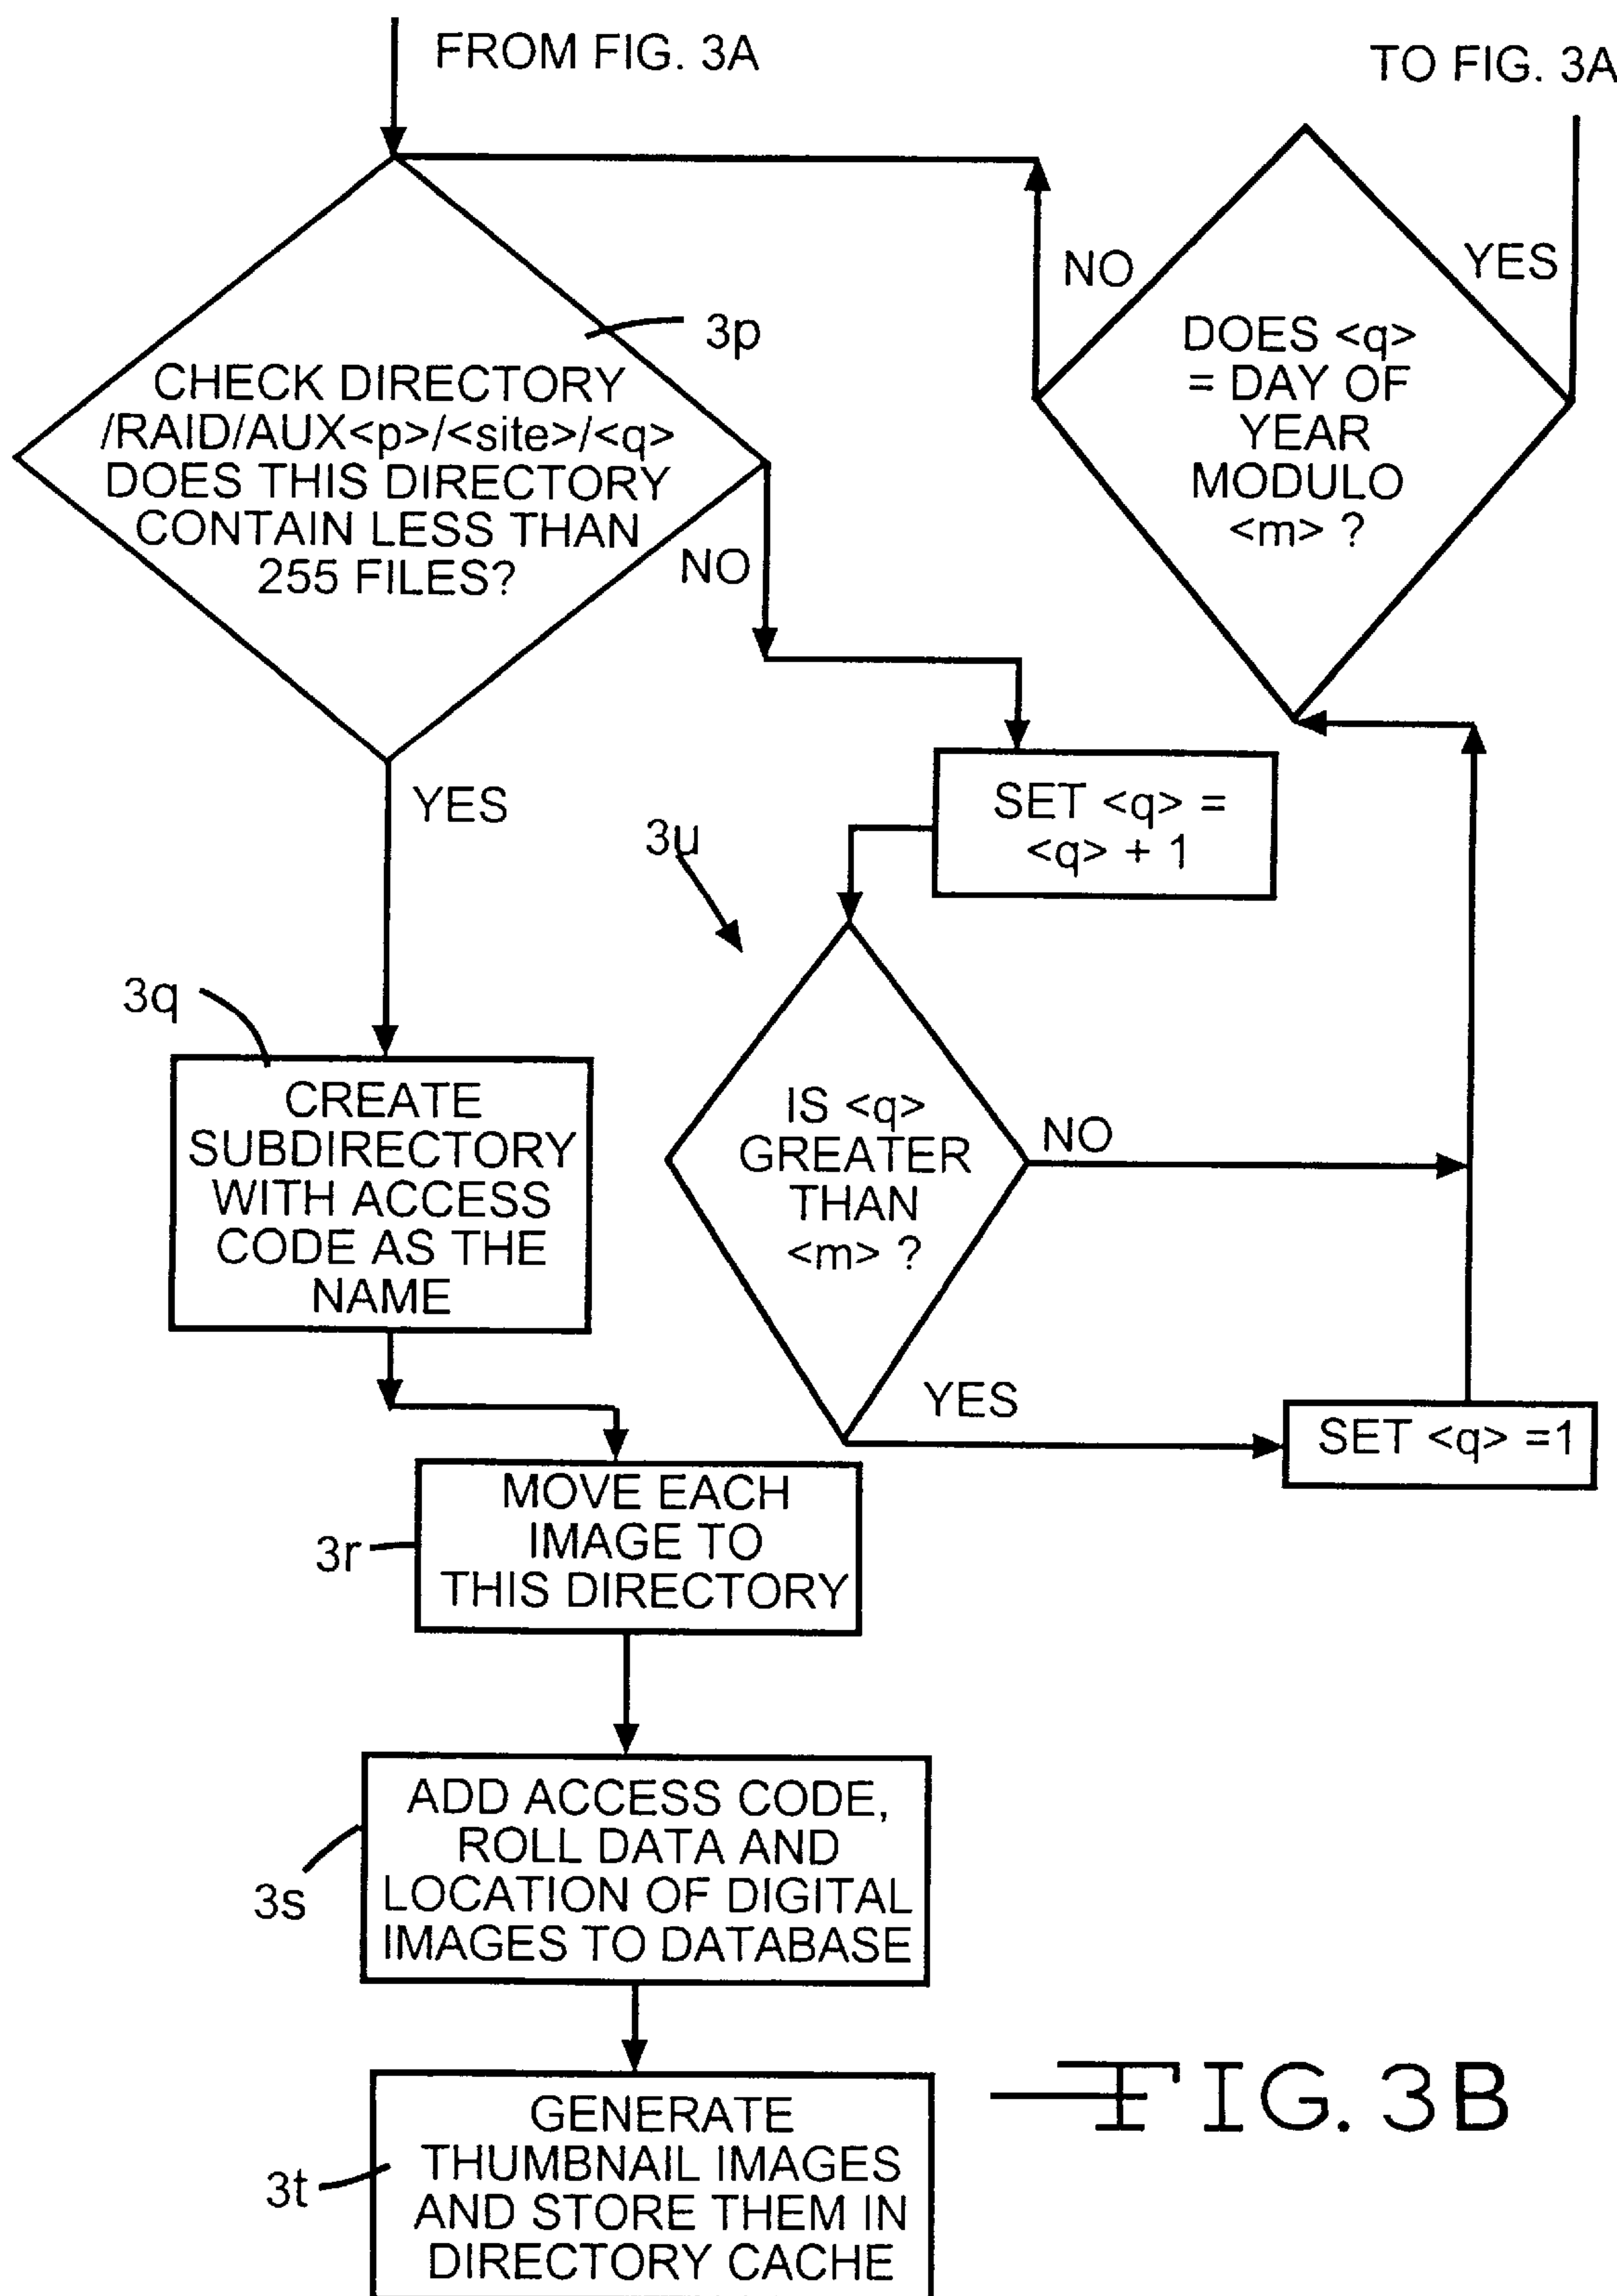 FROM FIG. 3A
TO FIG. 3A
3p
CHECK DIRECTORY
/RAID/AUX<p>/<site>/<q>
DOES THIS DIRECTORY
CONTAIN LESS THAN
255 FILES?
NO
YES
NO
YES
DOES <q>
= DAY OF
YEAR
MODULO
<m> ?
SET <q> =
<q> + 1
3u
IS <q>
GREATER
THAN
<m> ?
NO
YES
SET <q> =1
3q
CREATE
SUBDIRECTORY
WITH ACCESS
CODE AS THE
NAME
3r
MOVE EACH
IMAGE TO
THIS DIRECTORY
3s
ADD ACCESS CODE,
ROLL DATA AND
LOCATION OF DIGITAL
IMAGES TO DATABASE
3t
GENERATE
THUMBNAIL IMAGES
AND STORE THEM IN
DIRECTORY CACHE
FIG. 3B